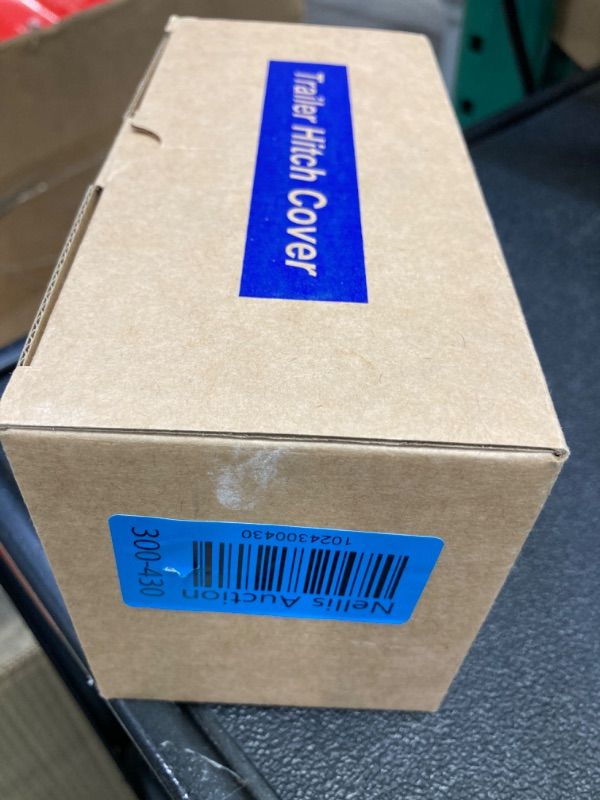 Trailer Hitch Cover
Nellis Auction
1024300430
300-430